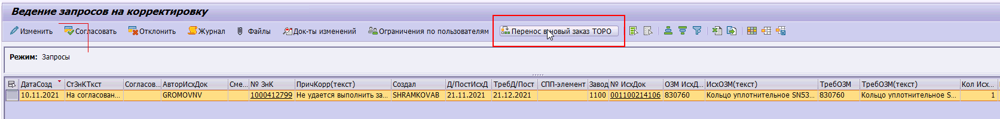 Ведение запросов на корректировку
Изменить Согласовать Отклонить Журнал Файлы Док-ты изменений Ограничения по пользователям Перенос в новый заказ ТОРО
Режим: Запросы
ДатаСозд СтЗнКТкст Согласов... АвторИсхДок Сме... № ЗнК ПричКорр(текст) Создал Д/ПостИсхД ТребД/Пост СПП-элемент Завод № ИсхДок ОЗМ ИсхД... ИсхОЗМ(текст) ТребОЗМ ТребОЗМ(текст) Кол Исх...
10.11.2021 На согласован... GROMOVNV 1000412799 Не удается выполнить за... SHRAMKOVAB 21.11.2021 21.12.2021 1100 001100214106 830760 Кольцо уплотнительное SN53... 830760 Кольцо уплотнительное S... 1